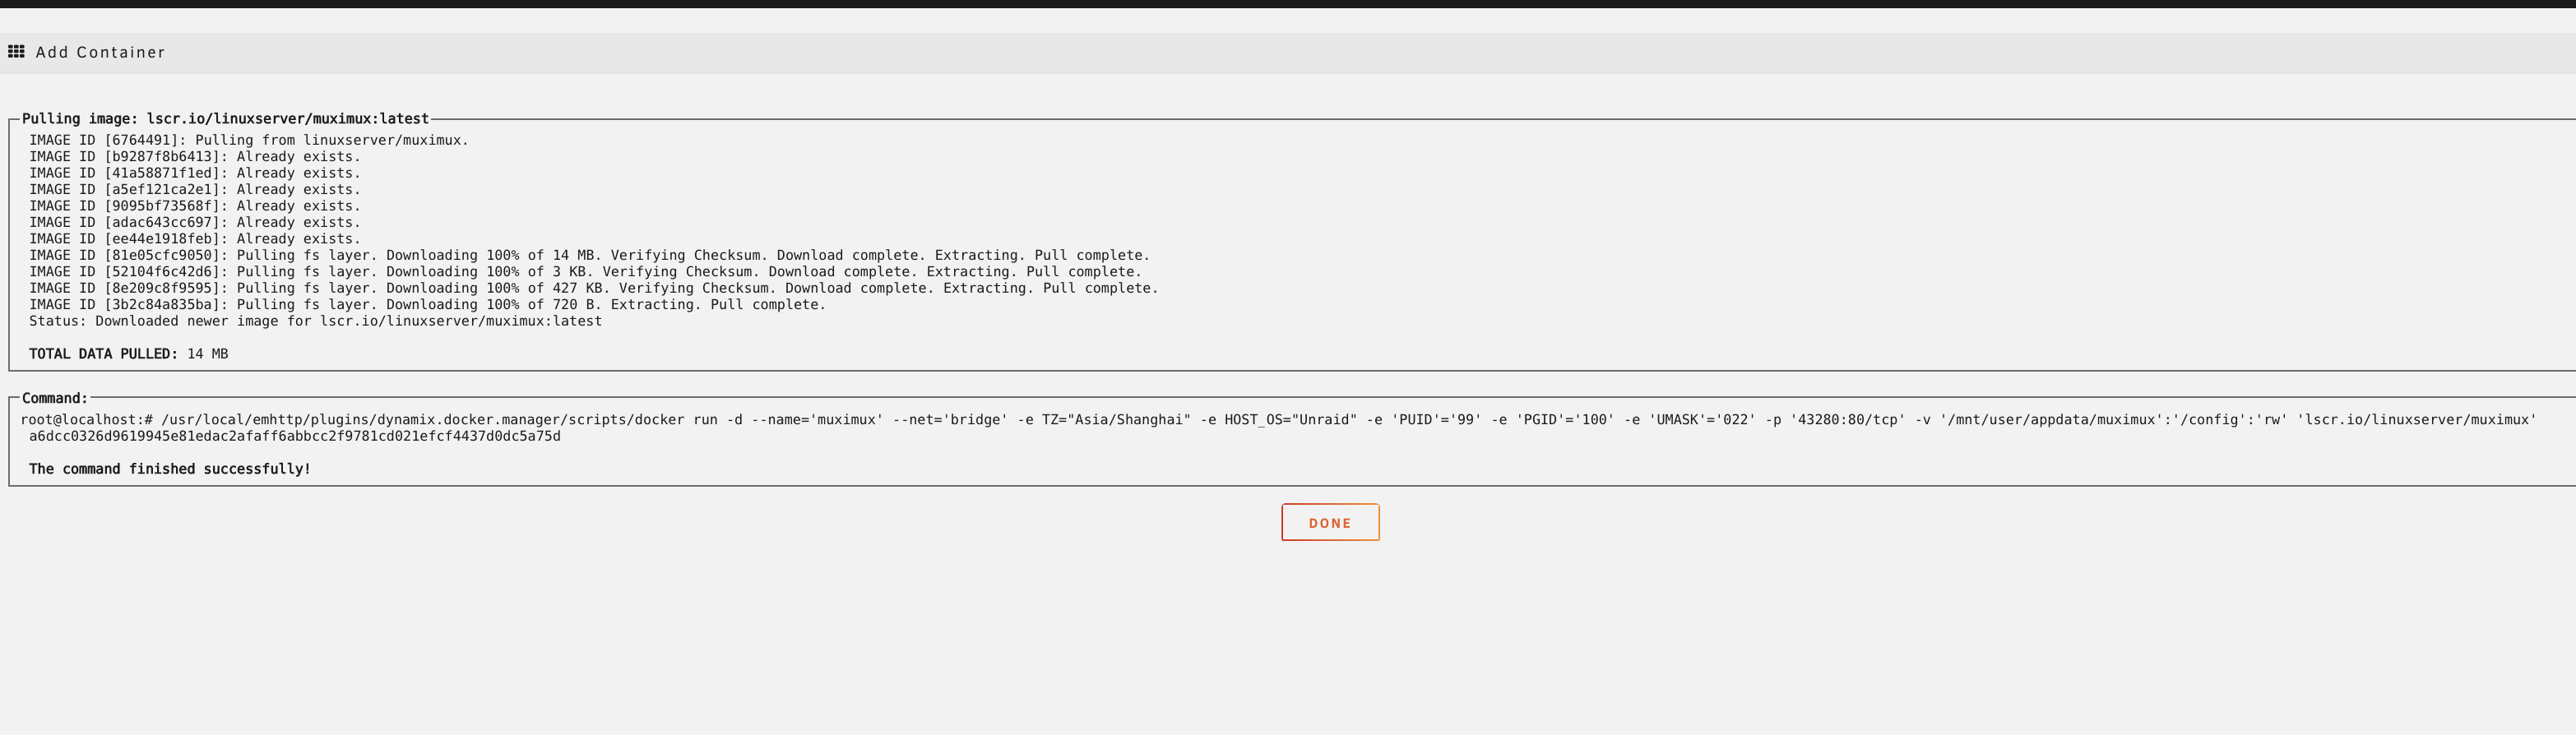 Add Container
Pulling image: lscr.io/linuxserver/muximux:latest
IMAGE ID [6764491]: Pulling from linuxserver/muximux.
IMAGE ID [b9287f8b6413]: Already exists.
IMAGE ID [41a58871f1ed]: Already exists.
IMAGE ID [a5ef121ca2e1]: Already exists.
IMAGE ID [9095bf73568f]: Already exists.
IMAGE ID [adac643cc697]: Already exists.
IMAGE ID [ee44e1918feb]: Already exists.
IMAGE ID [81e05cfc9050]: Pulling fs layer. Downloading 100% of 14 MB. Verifying Checksum. Download complete. Extracting. Pull complete.
IMAGE ID [52104f6c42d6]: Pulling fs layer. Downloading 100% of 3 KB. Verifying Checksum. Download complete. Extracting. Pull complete.
IMAGE ID [8e209c8f9595]: Pulling fs layer. Downloading 100% of 427 KB. Verifying Checksum. Download complete. Extracting. Pull complete.
IMAGE ID [3b2c84a835ba]: Pulling fs layer. Downloading 100% of 720 B. Extracting. Pull complete.
Status: Downloaded newer image for lscr.io/linuxserver/muximux:latest
TOTAL DATA PULLED: 14 MB
Command:
root@localhost:# /usr/local/emhttp/plugins/dynamix.docker.manager/scripts/docker run -d --name='muximux' --net='bridge' -e TZ="Asia/Shanghai" -e HOST_OS="Unraid" -e 'PUID'='99' -e 'PGID'='100' -e 'UMASK'='022' -p '43280:80/tcp' -v '/mnt/user/appdata/muximux':'/config':'rw' 'lscr.io/linuxserver/muximux'
a6dcc0326d9619945e81edac2afaff6abbcc2f9781cd021efcf4437d0dc5a75d
The command finished successfully!
DONE